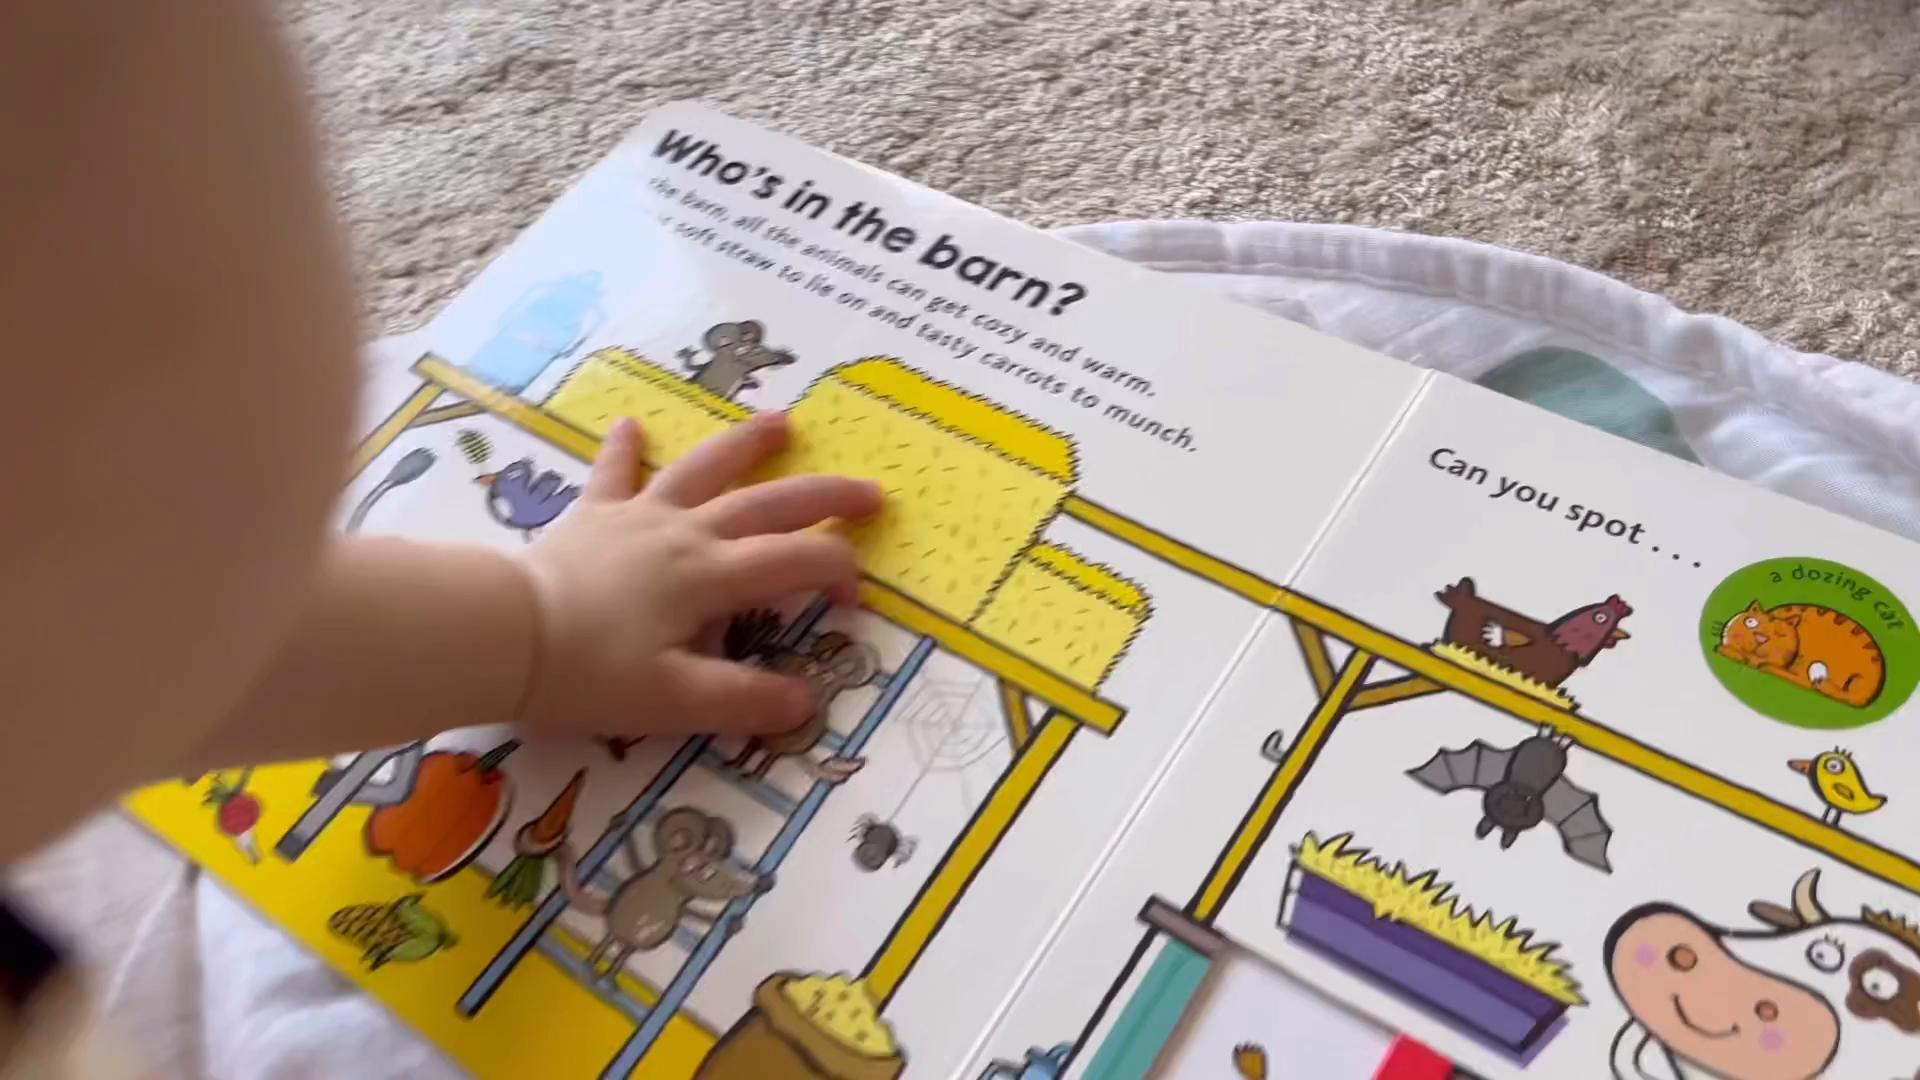 Who's in the barn?
the barn, all the animals can get cozy and warm.
soft straw to lie on and tasty carrots to munch.
Can you spot . . .
a dozing cat